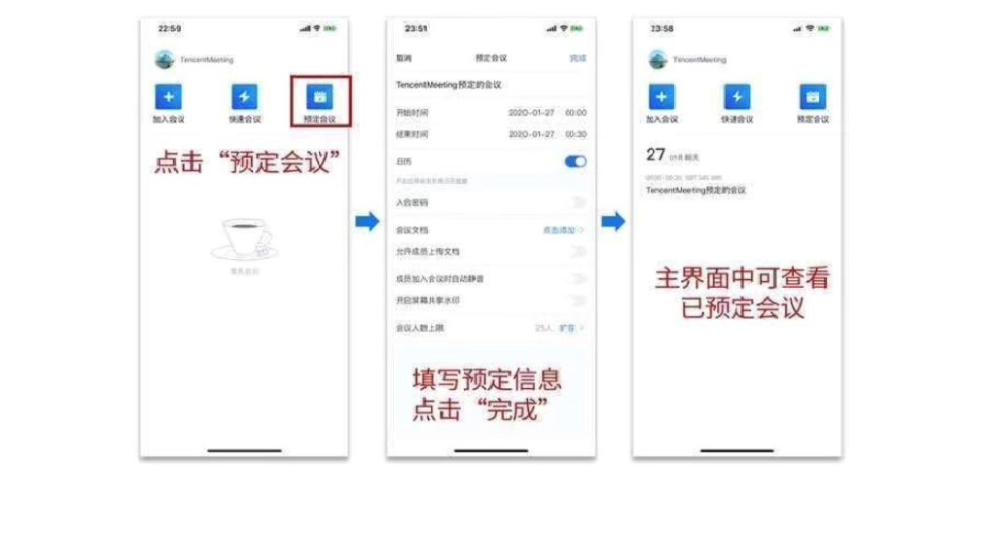 22:59
TencentMeeting
加入会议
快速会议
预定会议
点击“预定会议”
暂无会议
23:51
取消
预定会议
完成
TencentMeeting预定的会议
开始时间
2020-01-27 00:00
结束时间
2020-01-27 00:30
日历
入会密码
会议文档
点击添加 >
允许成员上传文档
成员加入会议时自动静音
开启屏幕共享水印
会议人数上限
25人 扩容 >
填写预定信息
点击“完成”
23:58
TencentMeeting
加入会议
快速会议
预定会议
27 01月 明天
TencentMeeting预定的会议
主界面中可查看
已预定会议